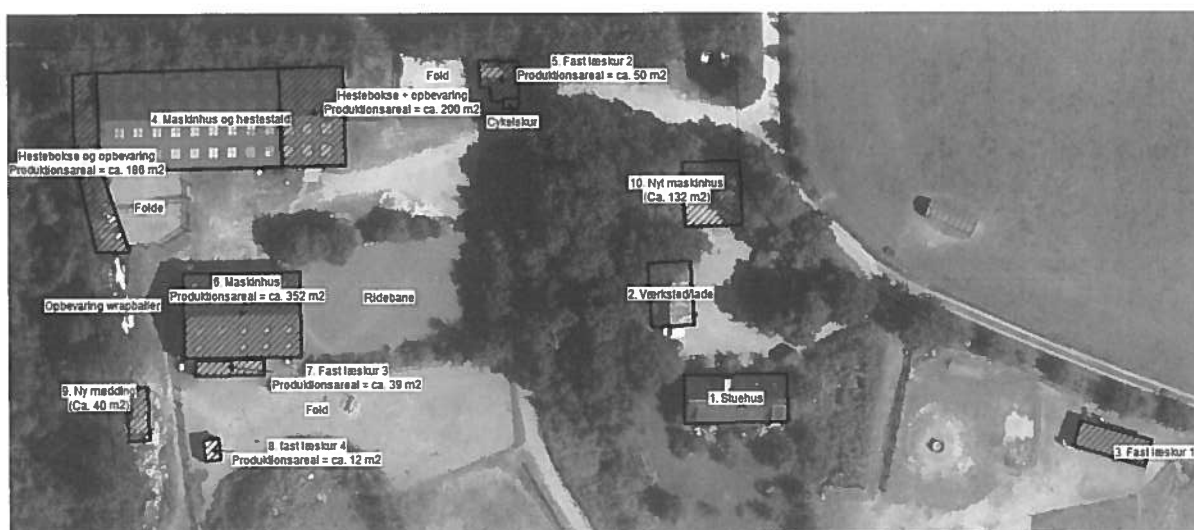 5. Fast læskur 2
Produktionsareal = ca. 50 m2
Fold
Hestebokse + opbevaring
Produktionsareal = ca. 200 m2
4. Maskinhus og hestestald
Cykelskur
Hestebokse og opbevaring
Produktionsareal = ca. 186 m2
10. Nyt maskinhus
(Ca. 132 m2)
Folde
6. Maskinhus
Produktionsareal = ca. 352 m2
Opbevaring wrapballer
Ridebane
2. Værksted/lade
7. Fast læskur 3
Produktionsareal = ca. 39 m2
9. Ny mødding
(Ca. 40 m2)
Fold
1. Stuehus
8. fast læskur 4
Produktionsareal = ca. 12 m2
3. Fast læskur 1